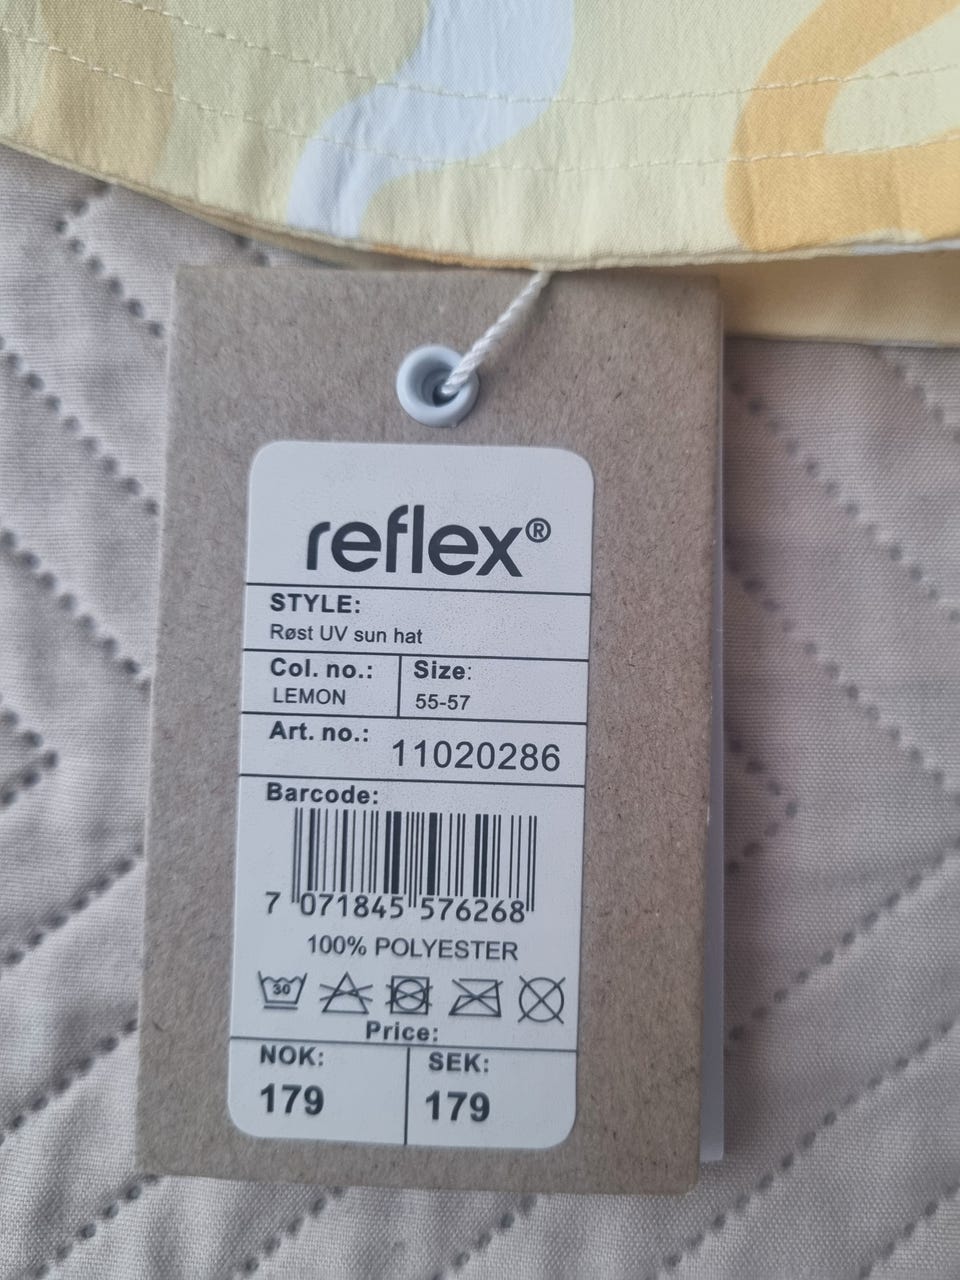 reflex®
STYLE:
Røst UV sun hat
Col. no.: Size:
LEMON 55-57
Art. no.: 11020286
Barcode:
7 071845 576268
100% POLYESTER
30
Price:
NOK: SEK:
179 179